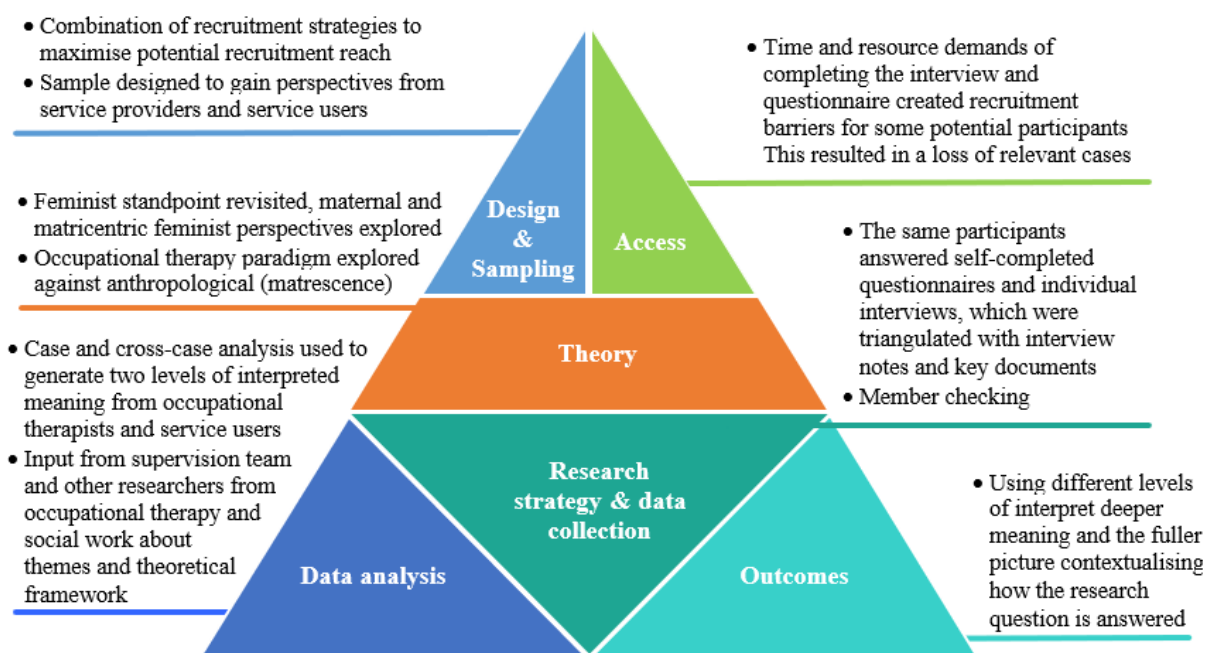 • Combination of recruitment strategies to
maximise potential recruitment reach
• Sample designed to gain perspectives from
service providers and service users
• Time and resource demands of
completing the interview and
questionnaire created recruitment
barriers for some potential participants
This resulted in a loss of relevant cases
Design
&
Sampling
Access
• Feminist standpoint revisited, maternal and
matricentric feminist perspectives explored
• Occupational therapy paradigm explored
against anthropological (matrescence)
Theory
• The same participants
answered self-completed
questionnaires and individual
interviews, which were
triangulated with interview
notes and key documents
• Member checking
• Case and cross-case analysis used to
generate two levels of interpreted
meaning from occupational
therapists and service users
• Input from supervision team
and other researchers from
occupational therapy and
social work about
themes and theoretical
framework
Research
strategy & data
collection
Data analysis
Outcomes
• Using different levels
of interpret deeper
meaning and the fuller
picture contextualising
how the research
question is answered